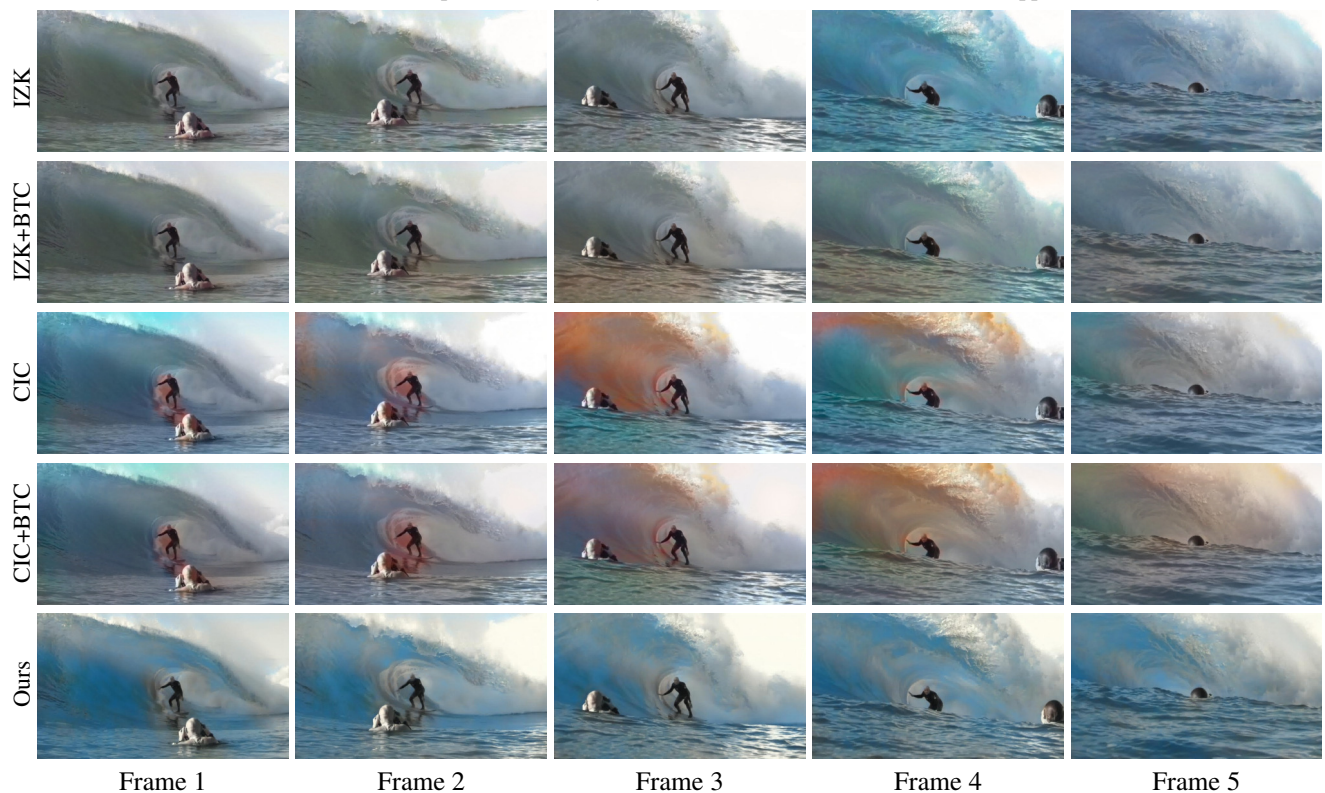 IZK
IZK+BTC
CIC
CIC+BTC
Ours
Frame 1
Frame 2
Frame 3
Frame 4
Frame 5